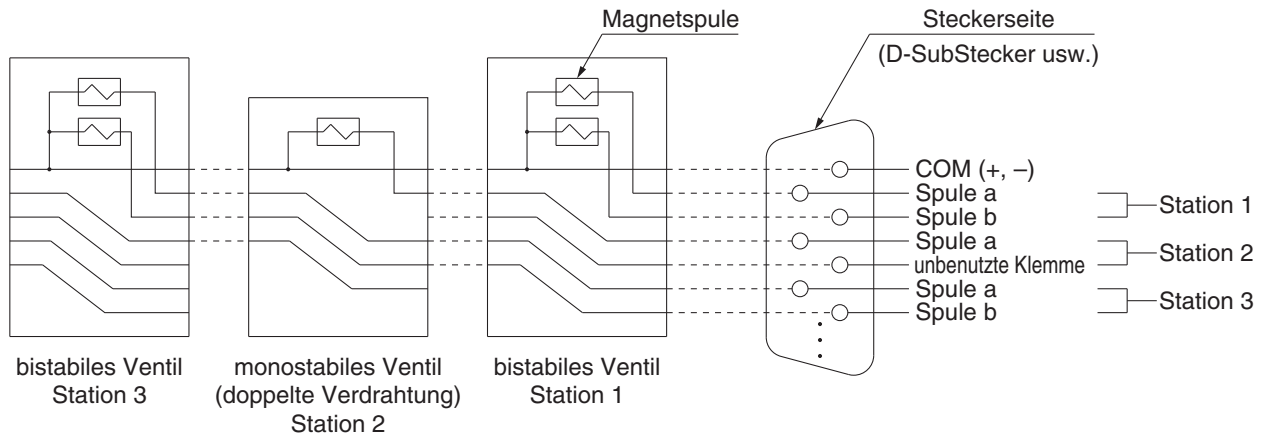 Magnetspule
Steckerseite
(D-SubStecker usw.)
COM (+, –)
Spule a
Spule b
Station 1
Spule a
unbenutzte Klemme
Station 2
Spule a
Spule b
Station 3
bistabiles Ventil
Station 3
monostabiles Ventil
(doppelte Verdrahtung)
Station 2
bistabiles Ventil
Station 1